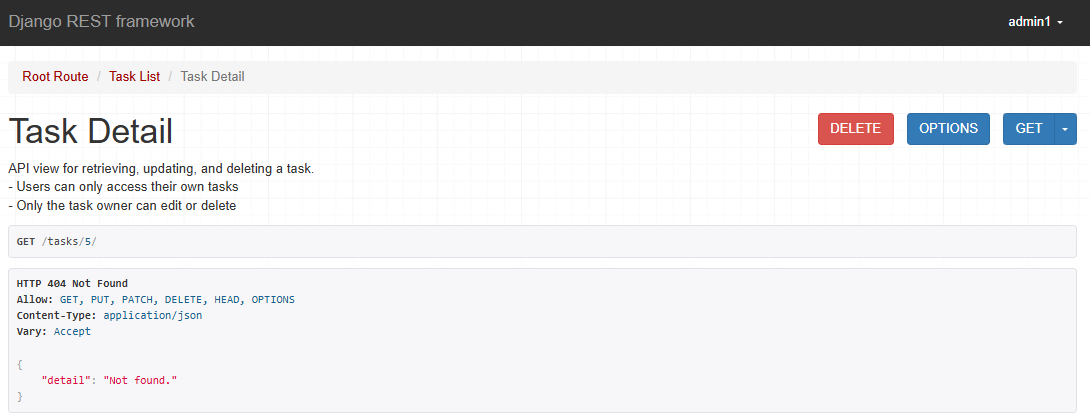 Django REST framework
admin1
Root Route / Task List / Task Detail
Task Detail
DELETE
OPTIONS
GET
API view for retrieving, updating, and deleting a task.
- Users can only access their own tasks
- Only the task owner can edit or delete
GET /tasks/5/
HTTP 404 Not Found
Allow: GET, PUT, PATCH, DELETE, HEAD, OPTIONS
Content-Type: application/json
Vary: Accept
{
    "detail": "Not found."
}